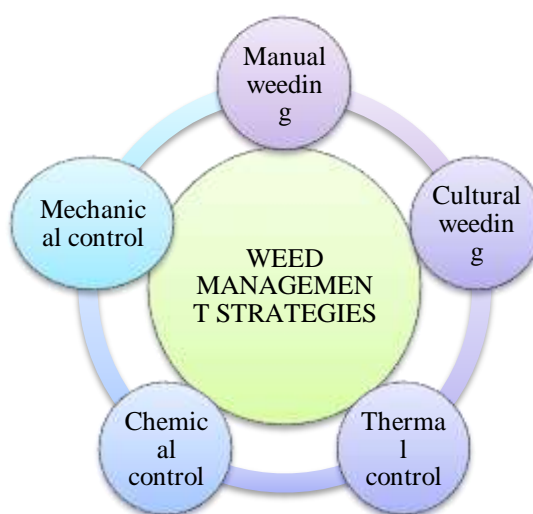 Manual
weedin
g
Cultural
weedin
g
Therma
l
control
Chemic
al
control
Mechanic
al control
WEED
MANAGEMEN
T STRATEGIES